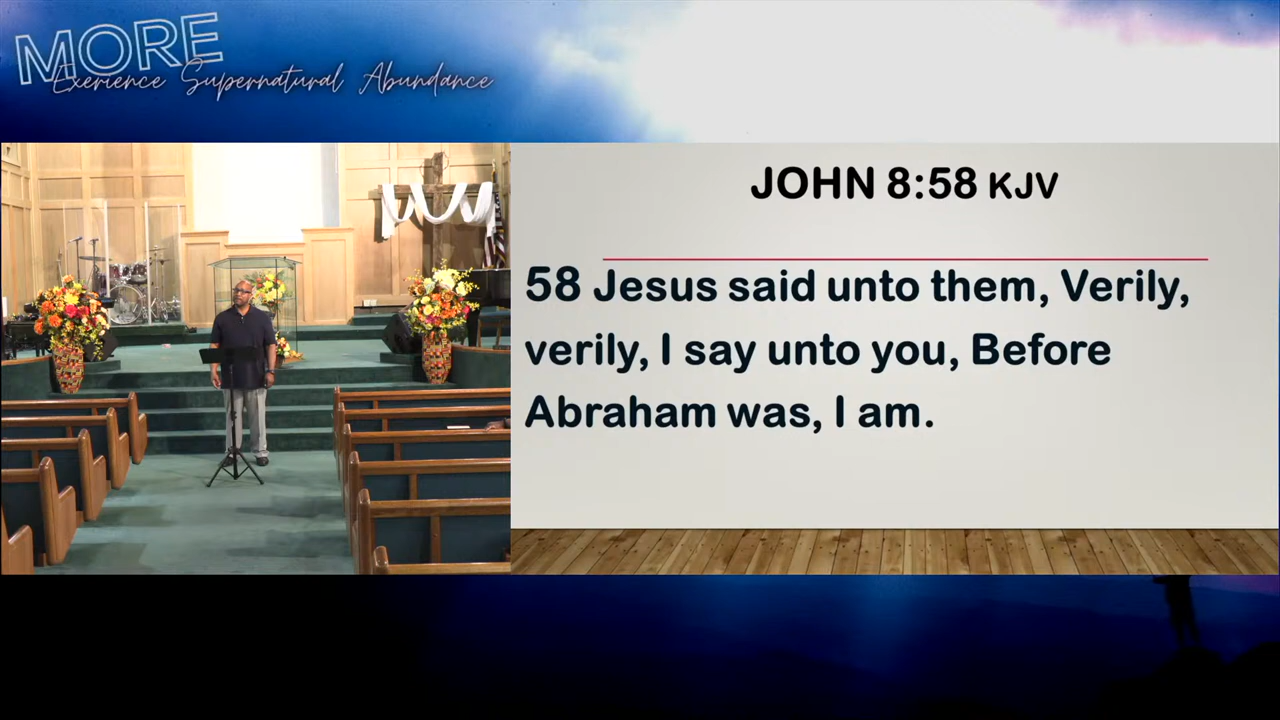 MORE
Exerience Supernatural Abundance
JOHN 8:58 KJV
58 Jesus said unto them, Verily,
verily, I say unto you, Before
Abraham was, I am.